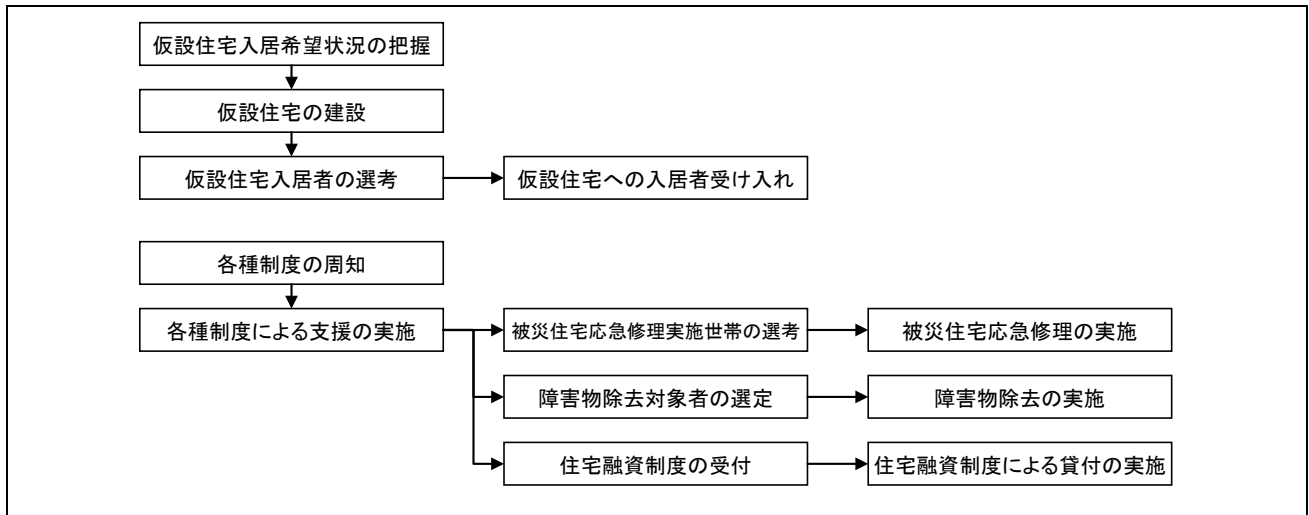 仮設住宅入居希望状況の把握
仮設住宅の建設
仮設住宅入居者の選考
仮設住宅への入居者受け入れ
各種制度の周知
各種制度による支援の実施
被災住宅応急修理実施世帯の選考
被災住宅応急修理の実施
障害物除去対象者の選定
障害物除去の実施
住宅融資制度の受付
住宅融資制度による貸付の実施